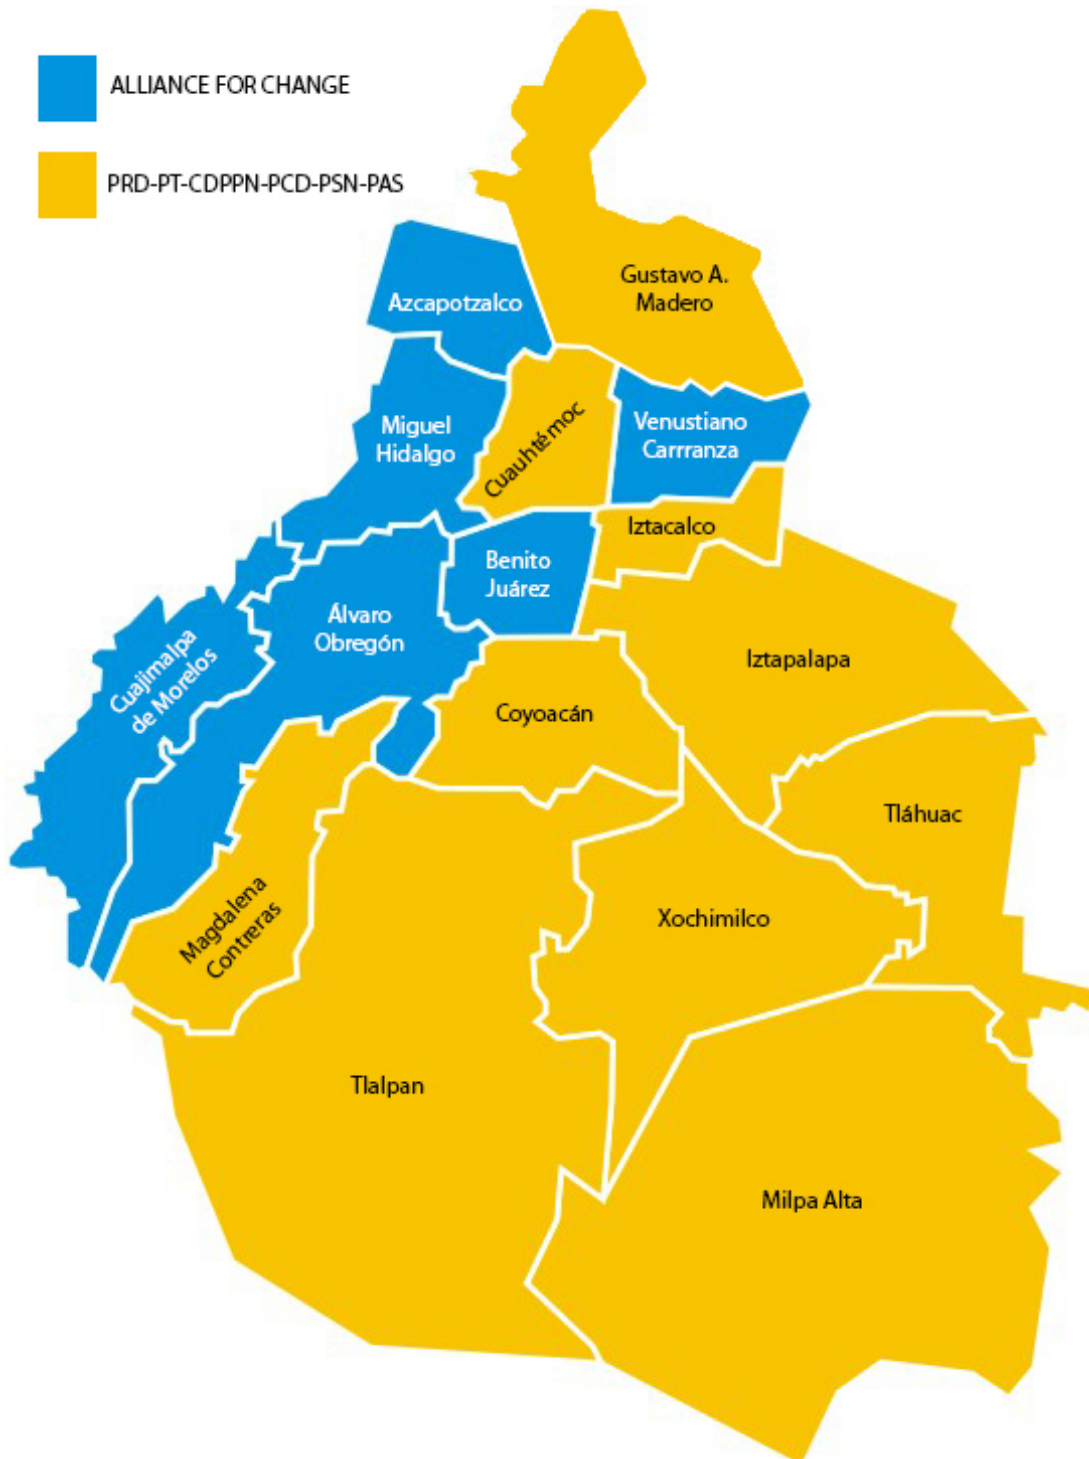 ALLIANCE FOR CHANGE
PRD-PT-CDPPN-PCD-PSN-PAS
Gustavo A.
Madero
Azcapotzalco
Miguel
Hidalgo
Cuauhtémoc
Venustiano
Carrranza
Iztacalco
Benito
Juárez
Álvaro
Obregón
Cuajimalpa
de Morelos
Iztapalapa
Coyoacán
Tláhuac
Magdalena
Contreras
Xochimilco
Tlalpan
Milpa Alta